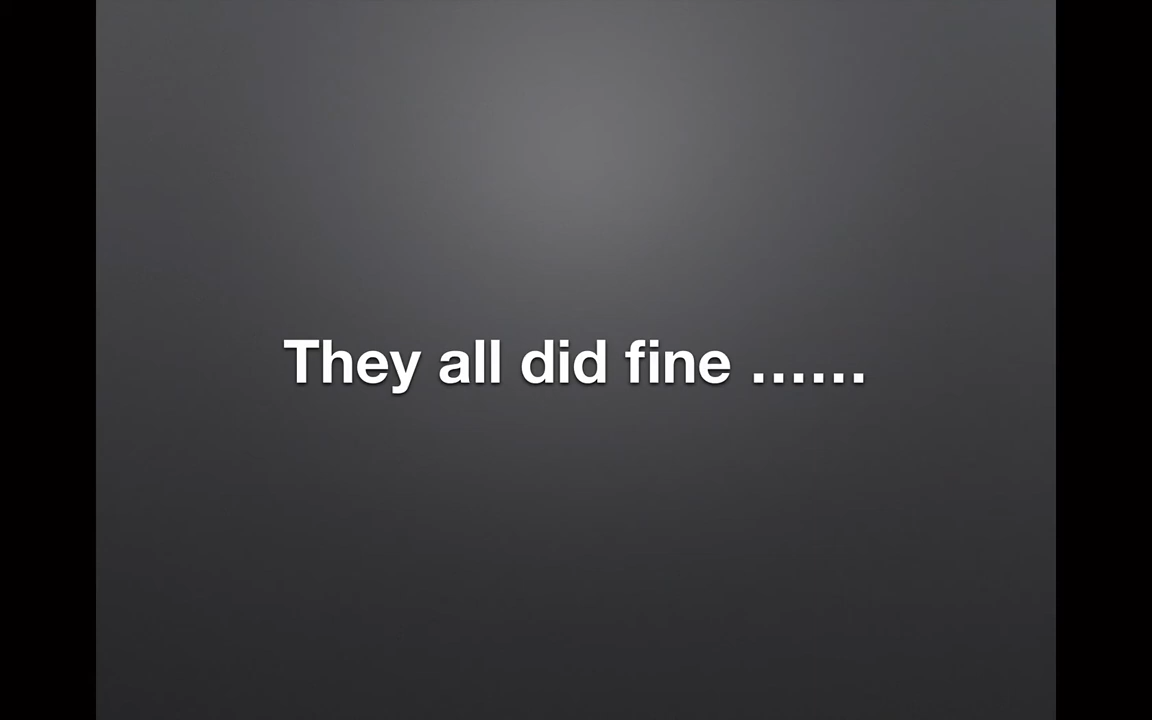 They all did fine ......